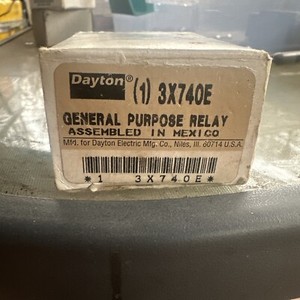 Dayton® (1) 3X740E
GENERAL PURPOSE RELAY
ASSEMBLED IN MEXICO
Mfd. for Dayton Electric Mfg. Co., Niles, Ill. 60714 U.S.A.
*1 3X740E*